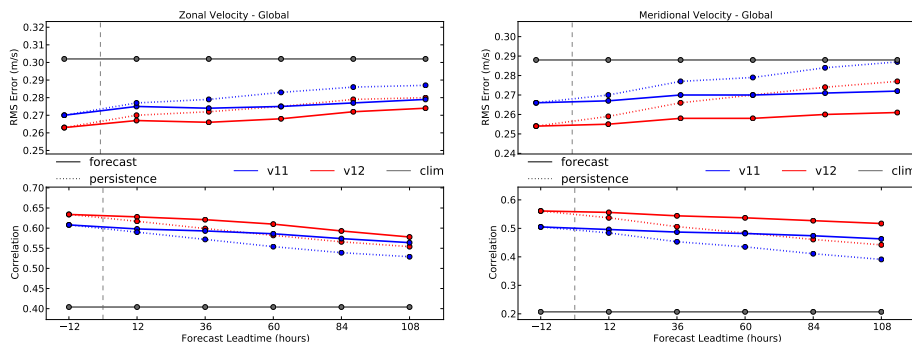 Zonal Velocity - Global
RMS Error (m/s)
0.32
0.31
0.30
0.29
0.28
0.27
0.26
0.25
forecast
persistence
v11
v12
clim
Correlation
0.70
0.65
0.60
0.55
0.50
0.45
0.40
−12 12 36 60 84 108
Forecast Leadtime (hours)
Meridional Velocity - Global
RMS Error (m/s)
0.30
0.29
0.28
0.27
0.26
0.25
0.24
forecast
persistence
v11
v12
clim
Correlation
0.6
0.5
0.4
0.3
0.2
−12 12 36 60 84 108
Forecast Leadtime (hours)